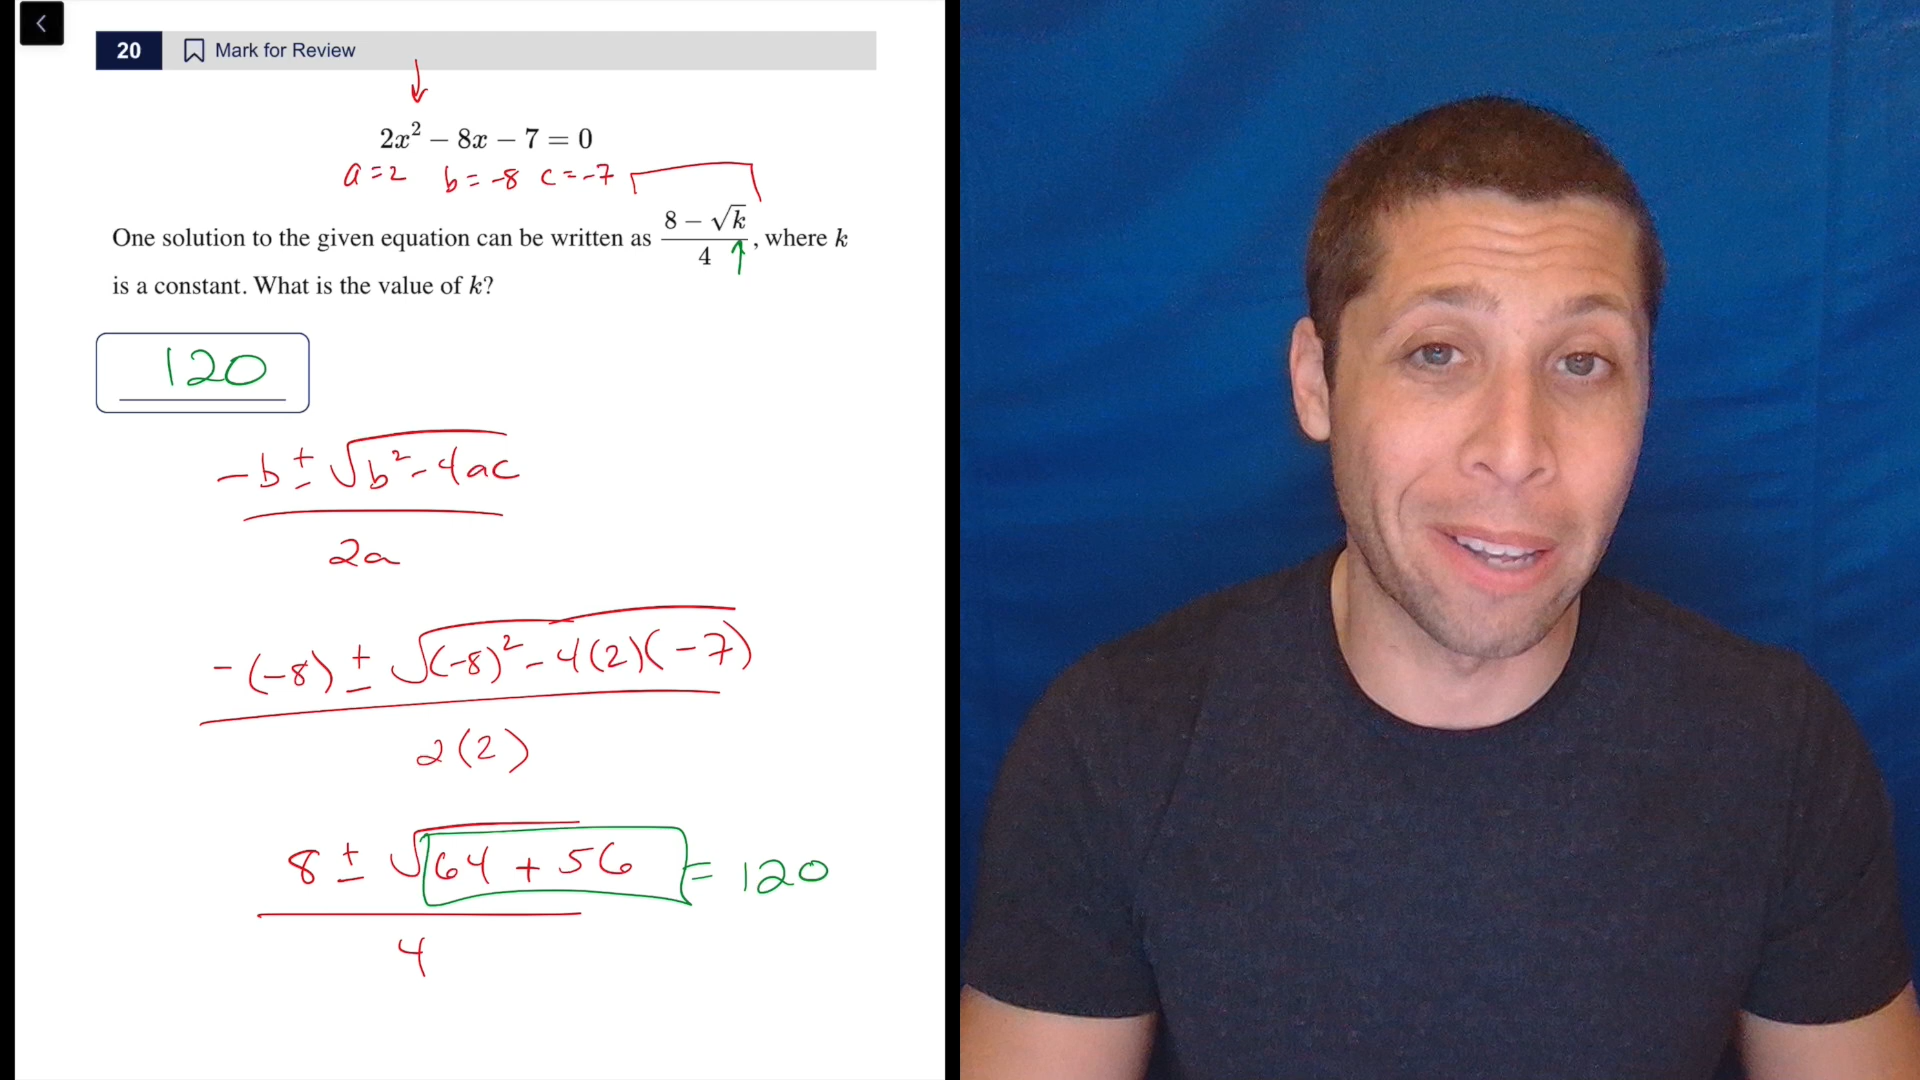 20 Mark for Review
2x² − 8x − 7 = 0
a = 2 b = -8 c = -7
One solution to the given equation can be written as (8 − √k)/4, where k
is a constant. What is the value of k?
120
-b ± √(b² - 4ac)
2a
-(-8) ± √((-8)² - 4(2)(-7))
2(2)
8 ± √(64 + 56) = 120
4